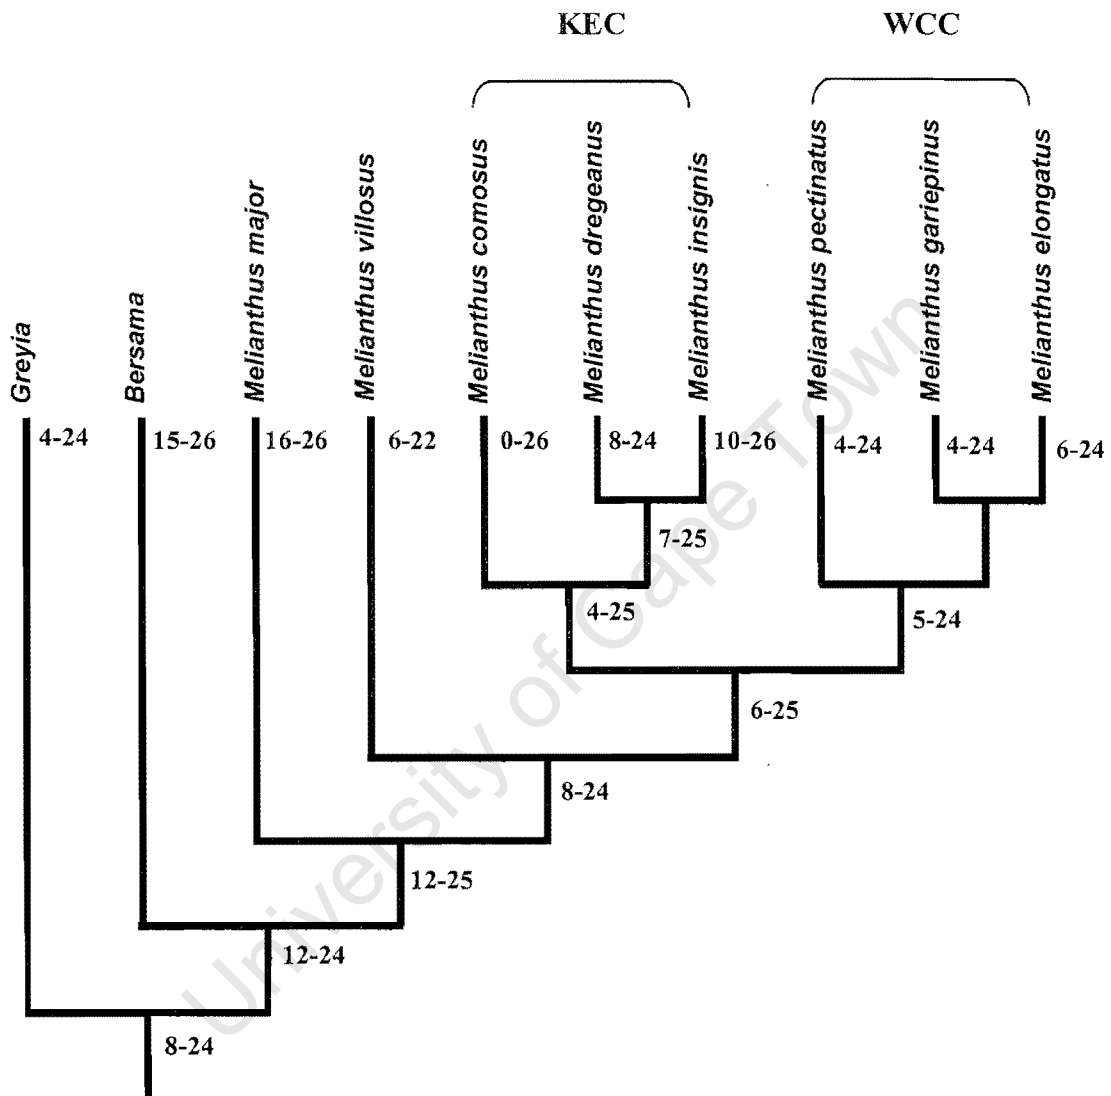 KEC
WCC
Greyia
Bersama
Melianthus major
Melianthus villosus
Melianthus comosus
Melianthus dregeanus
Melianthus insignis
Melianthus pectinatus
Melianthus gariepinus
Melianthus elongatus
4-24
15-26
16-26
6-22
0-26
8-24
10-26
4-24
4-24
6-24
7-25
4-25
5-24
6-25
8-24
12-25
12-24
8-24
University of Cape Town